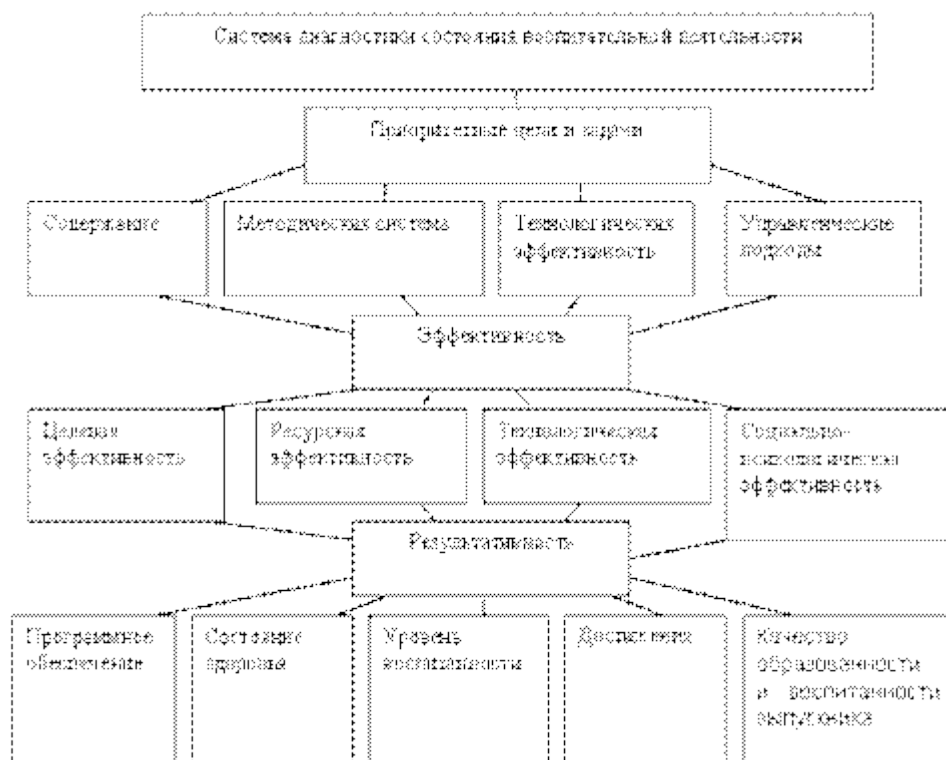 Система диагностики состояния воспитательной деятельности
Приоритетные цели и задачи
Содержание
Методическая система
Технологическая
эффективность
Управленческие
подходы
Эффективность
Целевая
эффективность
Ресурсная
эффективность
Технологическая
эффективность
Социально-
психологическая
эффективность
Результативность
Программное
обеспечение
Состояние
здоровья
Уровень
воспитанности
Достижения
Качество
образованности
и воспитанности
выпускника